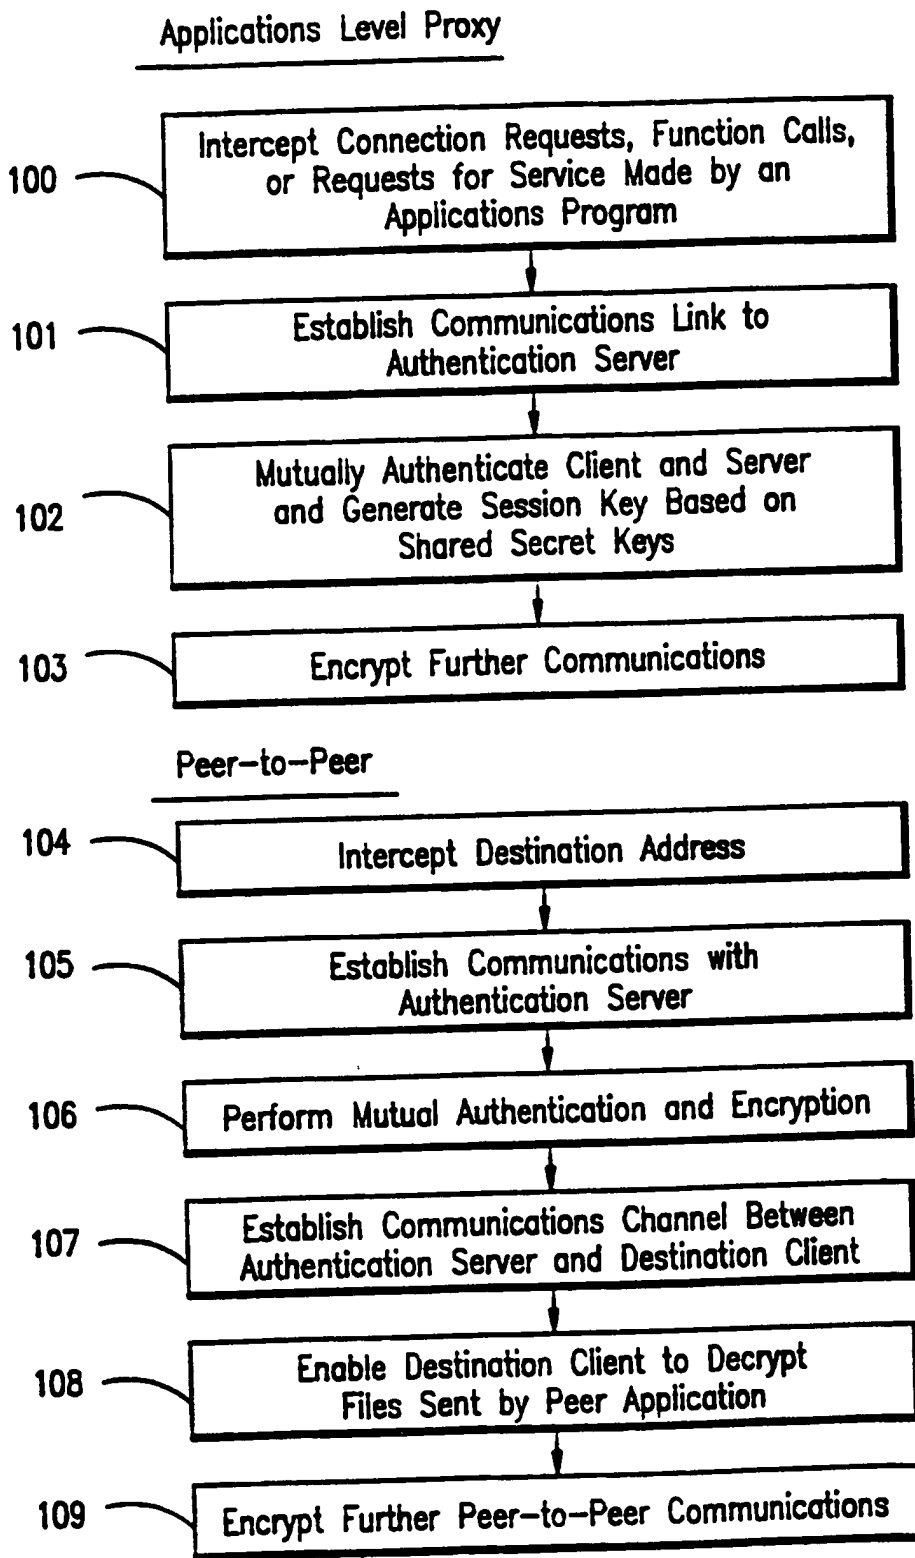 Applications Level Proxy
100
Intercept Connection Requests, Function Calls,
or Requests for Service Made by an
Applications Program
101
Establish Communications Link to
Authentication Server
102
Mutually Authenticate Client and Server
and Generate Session Key Based on
Shared Secret Keys
103
Encrypt Further Communications
Peer-to-Peer
104
Intercept Destination Address
105
Establish Communications with
Authentication Server
106
Perform Mutual Authentication and Encryption
107
Establish Communications Channel Between
Authentication Server and Destination Client
108
Enable Destination Client to Decrypt
Files Sent by Peer Application
109
Encrypt Further Peer-to-Peer Communications